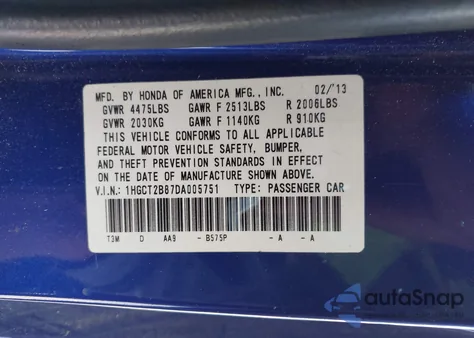 MFD. BY HONDA OF AMERICA MFG., INC. 02/'13
GVWR 4475LBS GAWR F 2513LBS R 2006LBS
GVWR 2030KG GAWR F 1140KG R 910KG
THIS VEHICLE CONFORMS TO ALL APPLICABLE
FEDERAL MOTOR VEHICLE SAFETY, BUMPER,
AND THEFT PREVENTION STANDARDS IN EFFECT
ON THE DATE OF MANUFACTURE SHOWN ABOVE.
V.I.N.: 1HGCT2B87DA005751 TYPE: PASSENGER CAR
T3M D AA9 - B575P - A - A
autoSnap